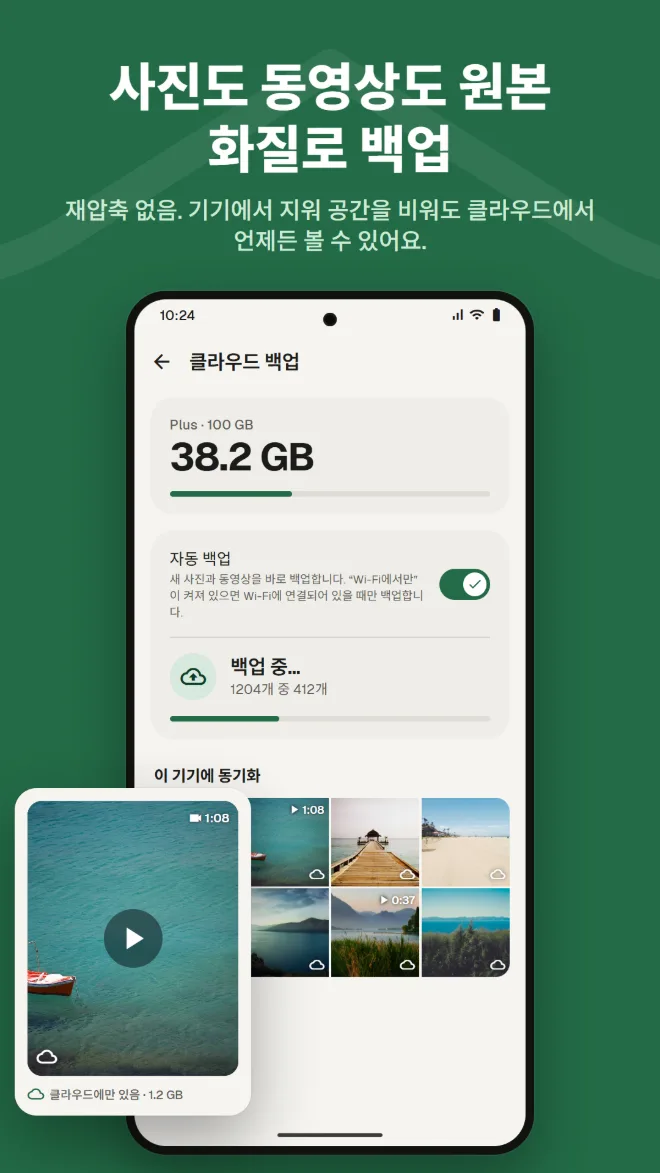 사진도 동영상도 원본
화질로 백업
재압축 없음. 기기에서 지워 공간을 비워도 클라우드에서
언제든 볼 수 있어요.
10:24
클라우드 백업
Plus · 100 GB
38.2 GB
자동 백업
새 사진과 동영상을 바로 백업합니다. “Wi-Fi에서만”
이 켜져 있으면 Wi-Fi에 연결되어 있을 때만 백업합니
다.
백업 중...
1204개 중 412개
이 기기에 동기화
1:08
1:08
0:37
클라우드에만 있음 · 1.2 GB